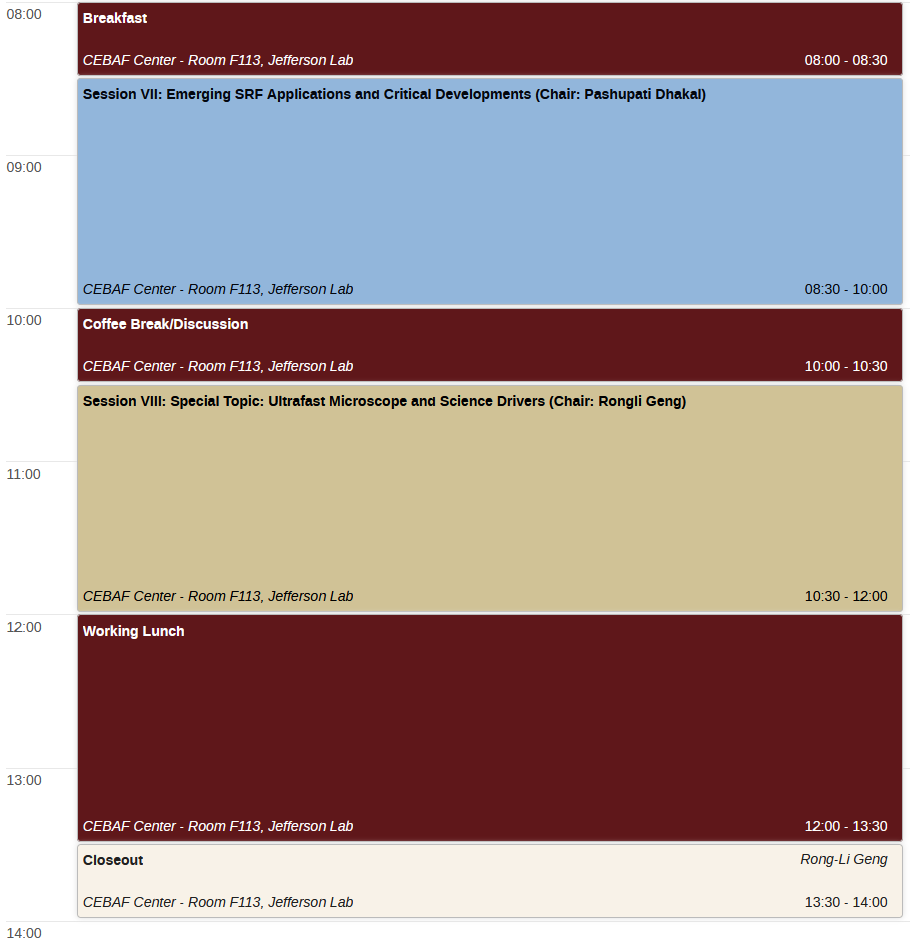 08:00
Breakfast
CEBAF Center - Room F113, Jefferson Lab 08:00 - 08:30
Session VII: Emerging SRF Applications and Critical Developments (Chair: Pashupati Dhakal)
09:00
CEBAF Center - Room F113, Jefferson Lab 08:30 - 10:00
10:00
Coffee Break/Discussion
CEBAF Center - Room F113, Jefferson Lab 10:00 - 10:30
Session VIII: Special Topic: Ultrafast Microscope and Science Drivers (Chair: Rongli Geng)
11:00
CEBAF Center - Room F113, Jefferson Lab 10:30 - 12:00
12:00
Working Lunch
13:00
CEBAF Center - Room F113, Jefferson Lab 12:00 - 13:30
Closeout Rong-Li Geng
CEBAF Center - Room F113, Jefferson Lab 13:30 - 14:00
14:00